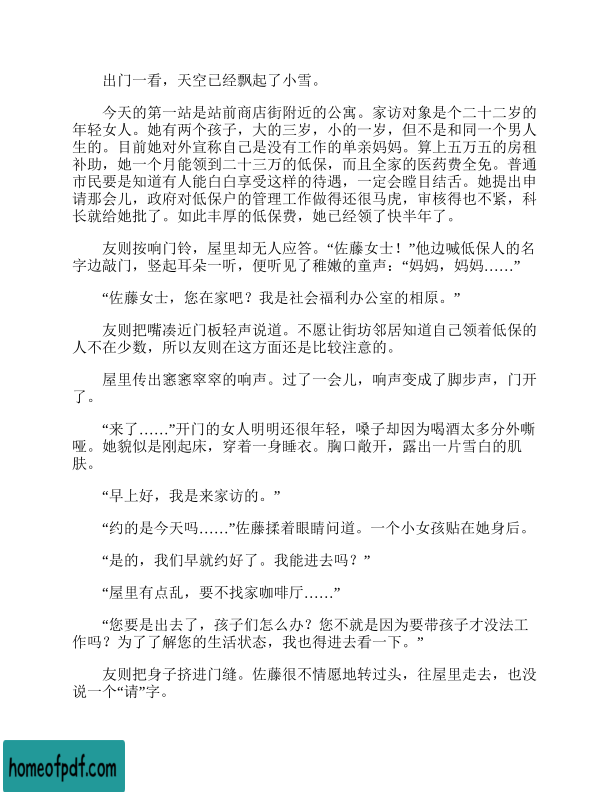 出门一看，天空已经飘起了小雪。
今天的第一站是站前商店街附近的公寓。家访对象是个二十二岁的
年轻女人。她有两个孩子，大的三岁，小的一岁，但不是和同一个男人
生的。目前她对外宣称自己是没有工作的单亲妈妈。算上五万五的房租
补助，她一个月能领到二十三万的低保，而且全家的医药费全免。普通
市民要是知道有人能白白享受这样的待遇，一定会瞠目结舌。她提出申
请那会儿，政府对低保户的管理工作做得还很马虎，审核得也不紧，科
长就给她批了。如此丰厚的低保费，她已经领了快半年了。
友则按响门铃，屋里却无人应答。“佐藤女士！”他边喊低保人的名
字边敲门，竖起耳朵一听，便听见了稚嫩的童声：“妈妈，妈妈……”
“佐藤女士，您在家吧？我是社会福利办公室的相原。”
友则把嘴凑近门板轻声说道。不愿让街坊邻居知道自己领着低保的
人不在少数，所以友则在这方面还是比较注意的。
屋里传出窸窸窣窣的响声。过了一会儿，响声变成了脚步声，门开
了。
“来了……”开门的女人明明还很年轻，嗓子却因为喝酒太多分外嘶
哑。她貌似是刚起床，穿着一身睡衣。胸口敞开，露出一片雪白的肌
肤。
“早上好，我是来家访的。”
“约的是今天吗……”佐藤揉着眼睛问道。一个小女孩贴在她身后。
“是的，我们早就约好了。我能进去吗？”
“屋里有点乱，要不找家咖啡厅……”
“您要是出去了，孩子们怎么办？您不就是因为要带孩子才没法工
作吗？为了了解您的生活状态，我也得进去看一下。”
友则把身子挤进门缝。佐藤很不情愿地转过头，往屋里走去，也没
说一个“请”字。
homeofpdf.com